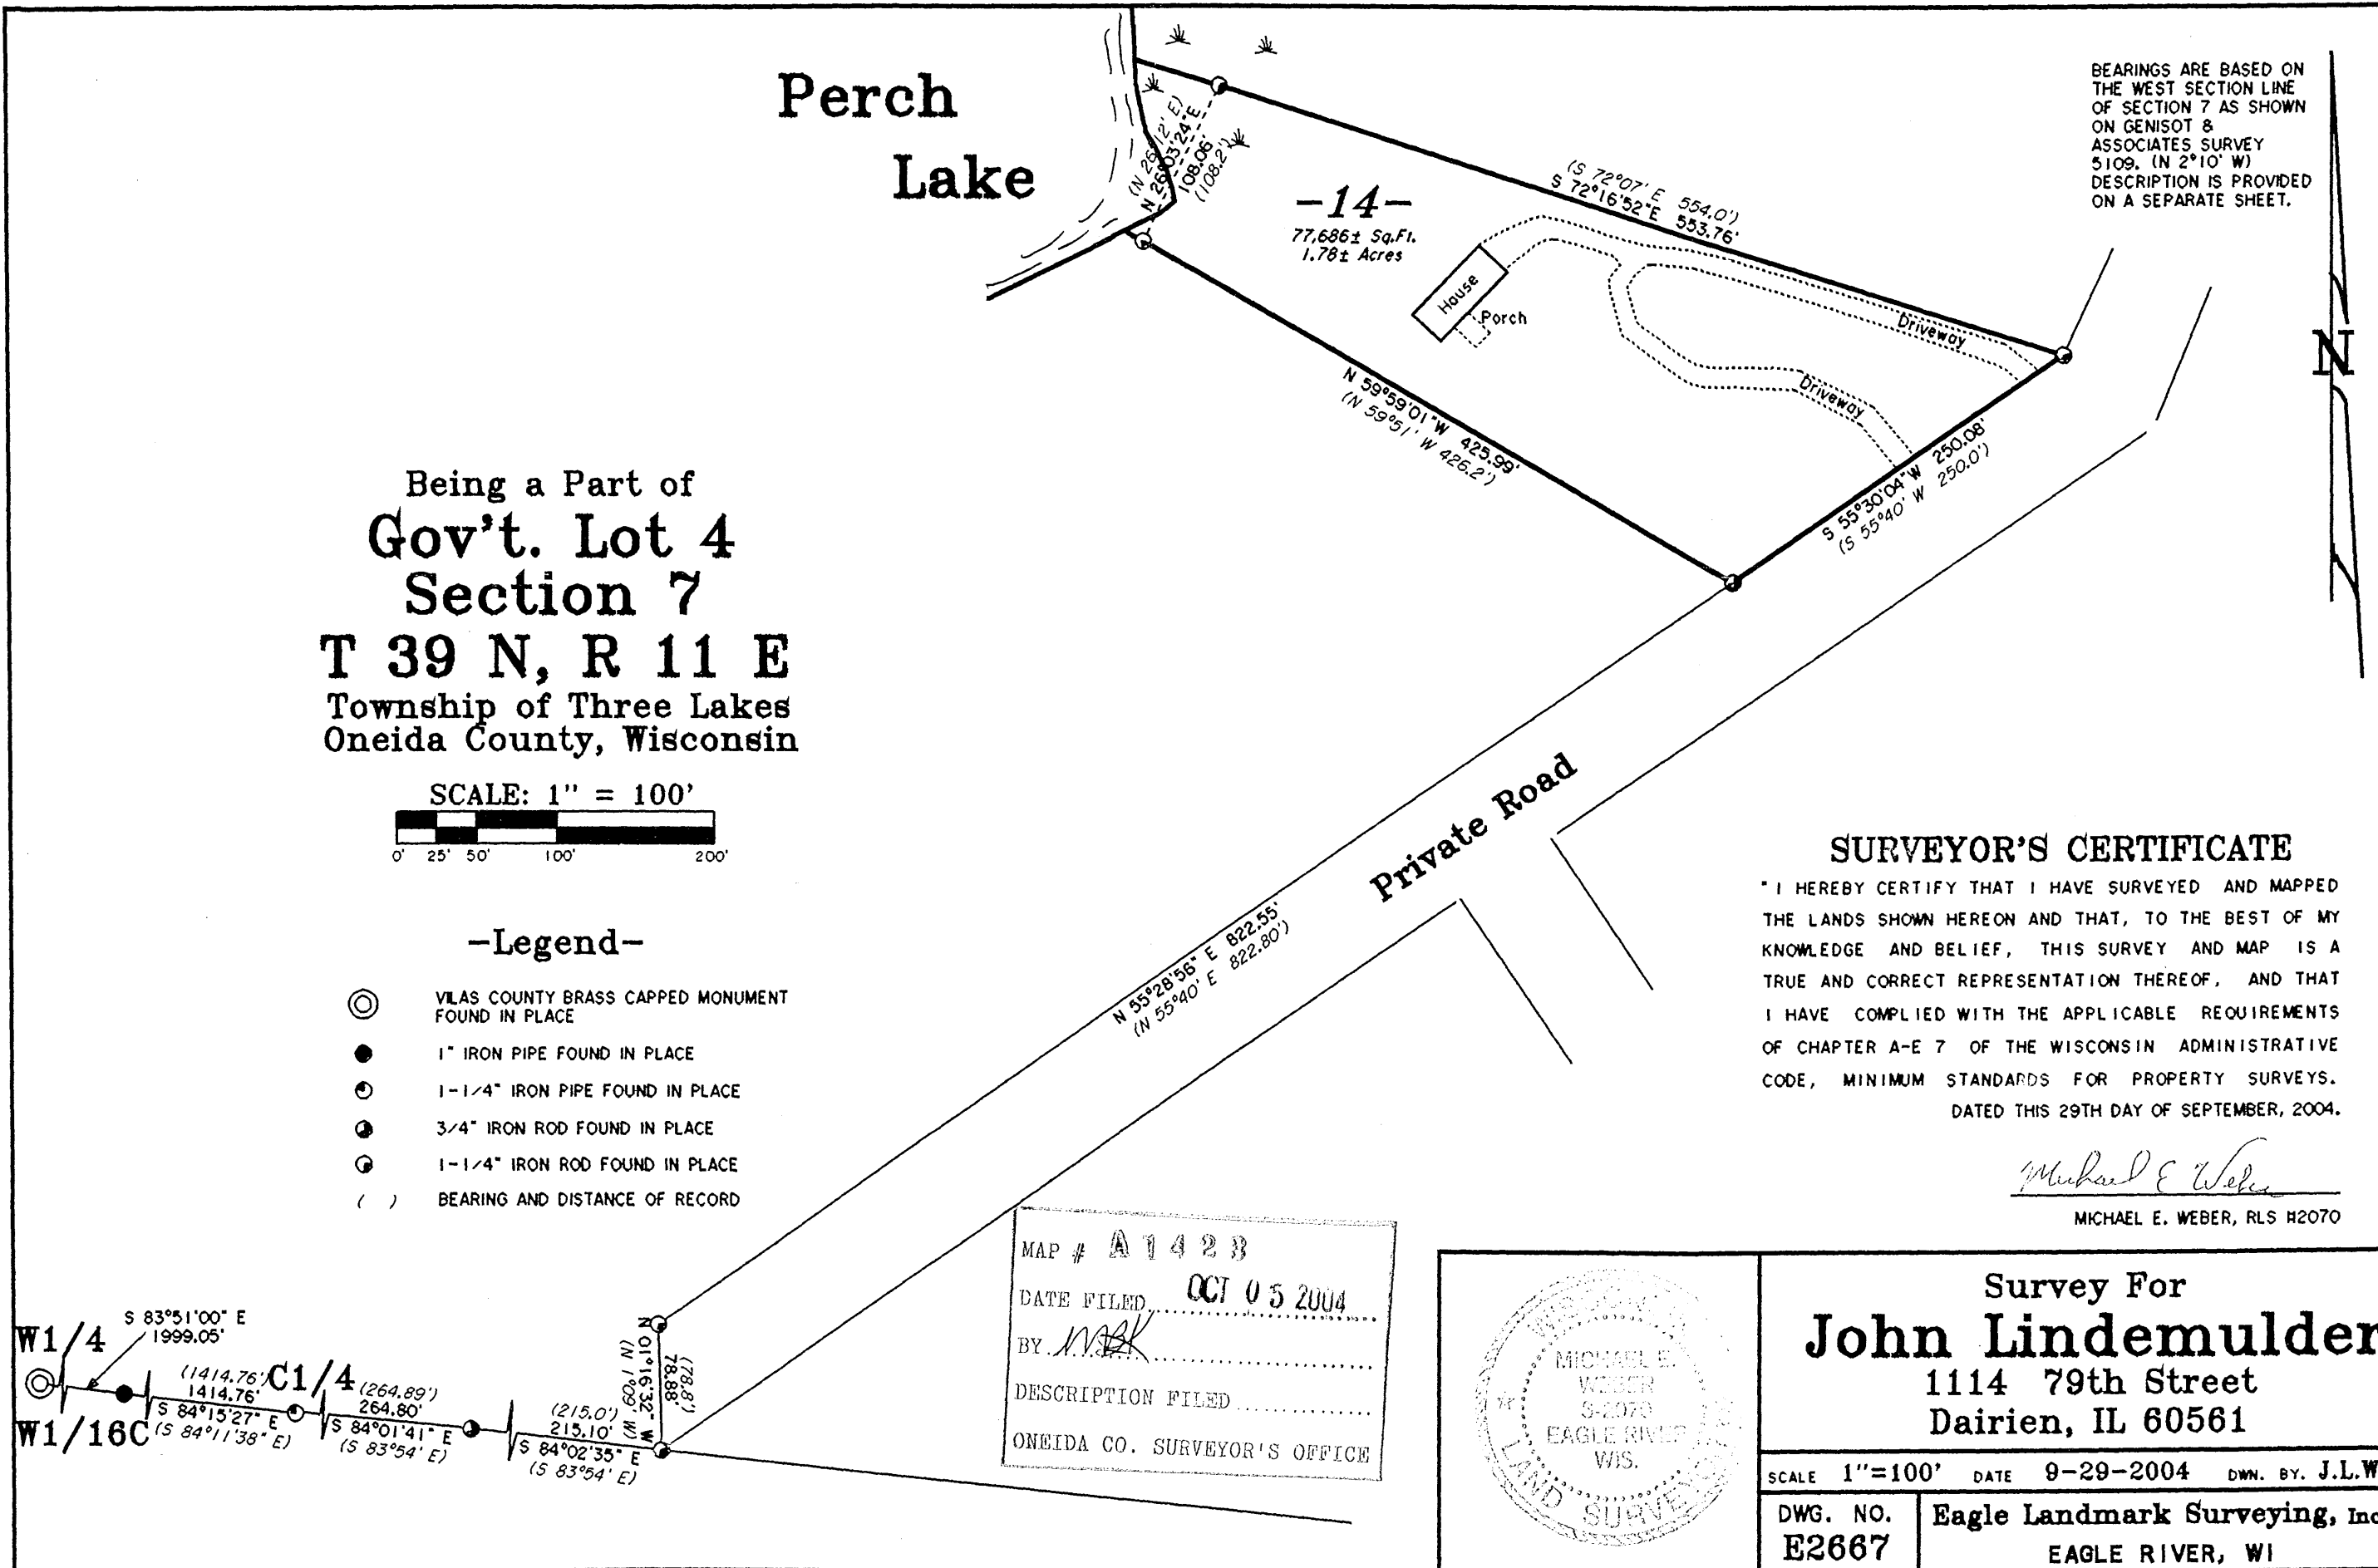 Perch
Lake
BEARINGS ARE BASED ON
THE WEST SECTION LINE
OF SECTION 7 AS SHOWN
ON GENISOT &
ASSOCIATES SURVEY
5109. (N 2°10' W)
DESCRIPTION IS PROVIDED
ON A SEPARATE SHEET.
(N 26°12' E)
N 26°03'24"E
108.06'
(108.2')
-14-
77,686± Sq.Ft.
1.78± Acres
(S 72°07' E 554.0')
S 72°16'52"E 553.76'
House
Porch
Driveway
Driveway
N
N 59°59'01"W 425.99'
(N 59°51' W 426.2')
S 55°30'04"W 250.08'
(S 55°40' W 250.0')
Being a Part of
Gov't. Lot 4
Section 7
T 39 N, R 11 E
Township of Three Lakes
Oneida County, Wisconsin
SCALE: 1" = 100'
0' 25' 50' 100' 200'
-Legend-
VILAS COUNTY BRASS CAPPED MONUMENT
FOUND IN PLACE
1" IRON PIPE FOUND IN PLACE
1-1/4" IRON PIPE FOUND IN PLACE
3/4" IRON ROD FOUND IN PLACE
1-1/4" IRON ROD FOUND IN PLACE
( ) BEARING AND DISTANCE OF RECORD
Private Road
N 55°28'56" E 822.55'
(N 55°40' E 822.80')
SURVEYOR'S CERTIFICATE
"I HEREBY CERTIFY THAT I HAVE SURVEYED AND MAPPED
THE LANDS SHOWN HEREON AND THAT, TO THE BEST OF MY
KNOWLEDGE AND BELIEF, THIS SURVEY AND MAP IS A
TRUE AND CORRECT REPRESENTATION THEREOF, AND THAT
I HAVE COMPLIED WITH THE APPLICABLE REQUIREMENTS
OF CHAPTER A-E 7 OF THE WISCONSIN ADMINISTRATIVE
CODE, MINIMUM STANDARDS FOR PROPERTY SURVEYS.
DATED THIS 29TH DAY OF SEPTEMBER, 2004.
Michael E Weber
MICHAEL E. WEBER, RLS #2070
W1/4
S 83°51'00" E
1999.05'
W1/16C
(1414.76')
1414.76'
S 84°15'27" E
(S 84°11'38" E)
C1/4
(264.89')
264.80'
S 84°01'41" E
(S 83°54' E)
(215.0')
215.10'
S 84°02'35" E
(S 83°54' E)
N 01°16'32" W
(N 1°09' W)
78.88'
(78.8')
MAP # A 1428
DATE FILED OCT 05 2004
BY
DESCRIPTION FILED
ONEIDA CO. SURVEYOR'S OFFICE
WISCONSIN
MICHAEL E.
WEBER
S-2070
EAGLE RIVER
WIS.
LAND SURVEYOR
Survey For
John Lindemulder
1114 79th Street
Dairien, IL 60561
SCALE 1"=100' DATE 9-29-2004 DWN. BY. J.L.W
DWG. NO.
E2667
Eagle Landmark Surveying, Inc
EAGLE RIVER, WI